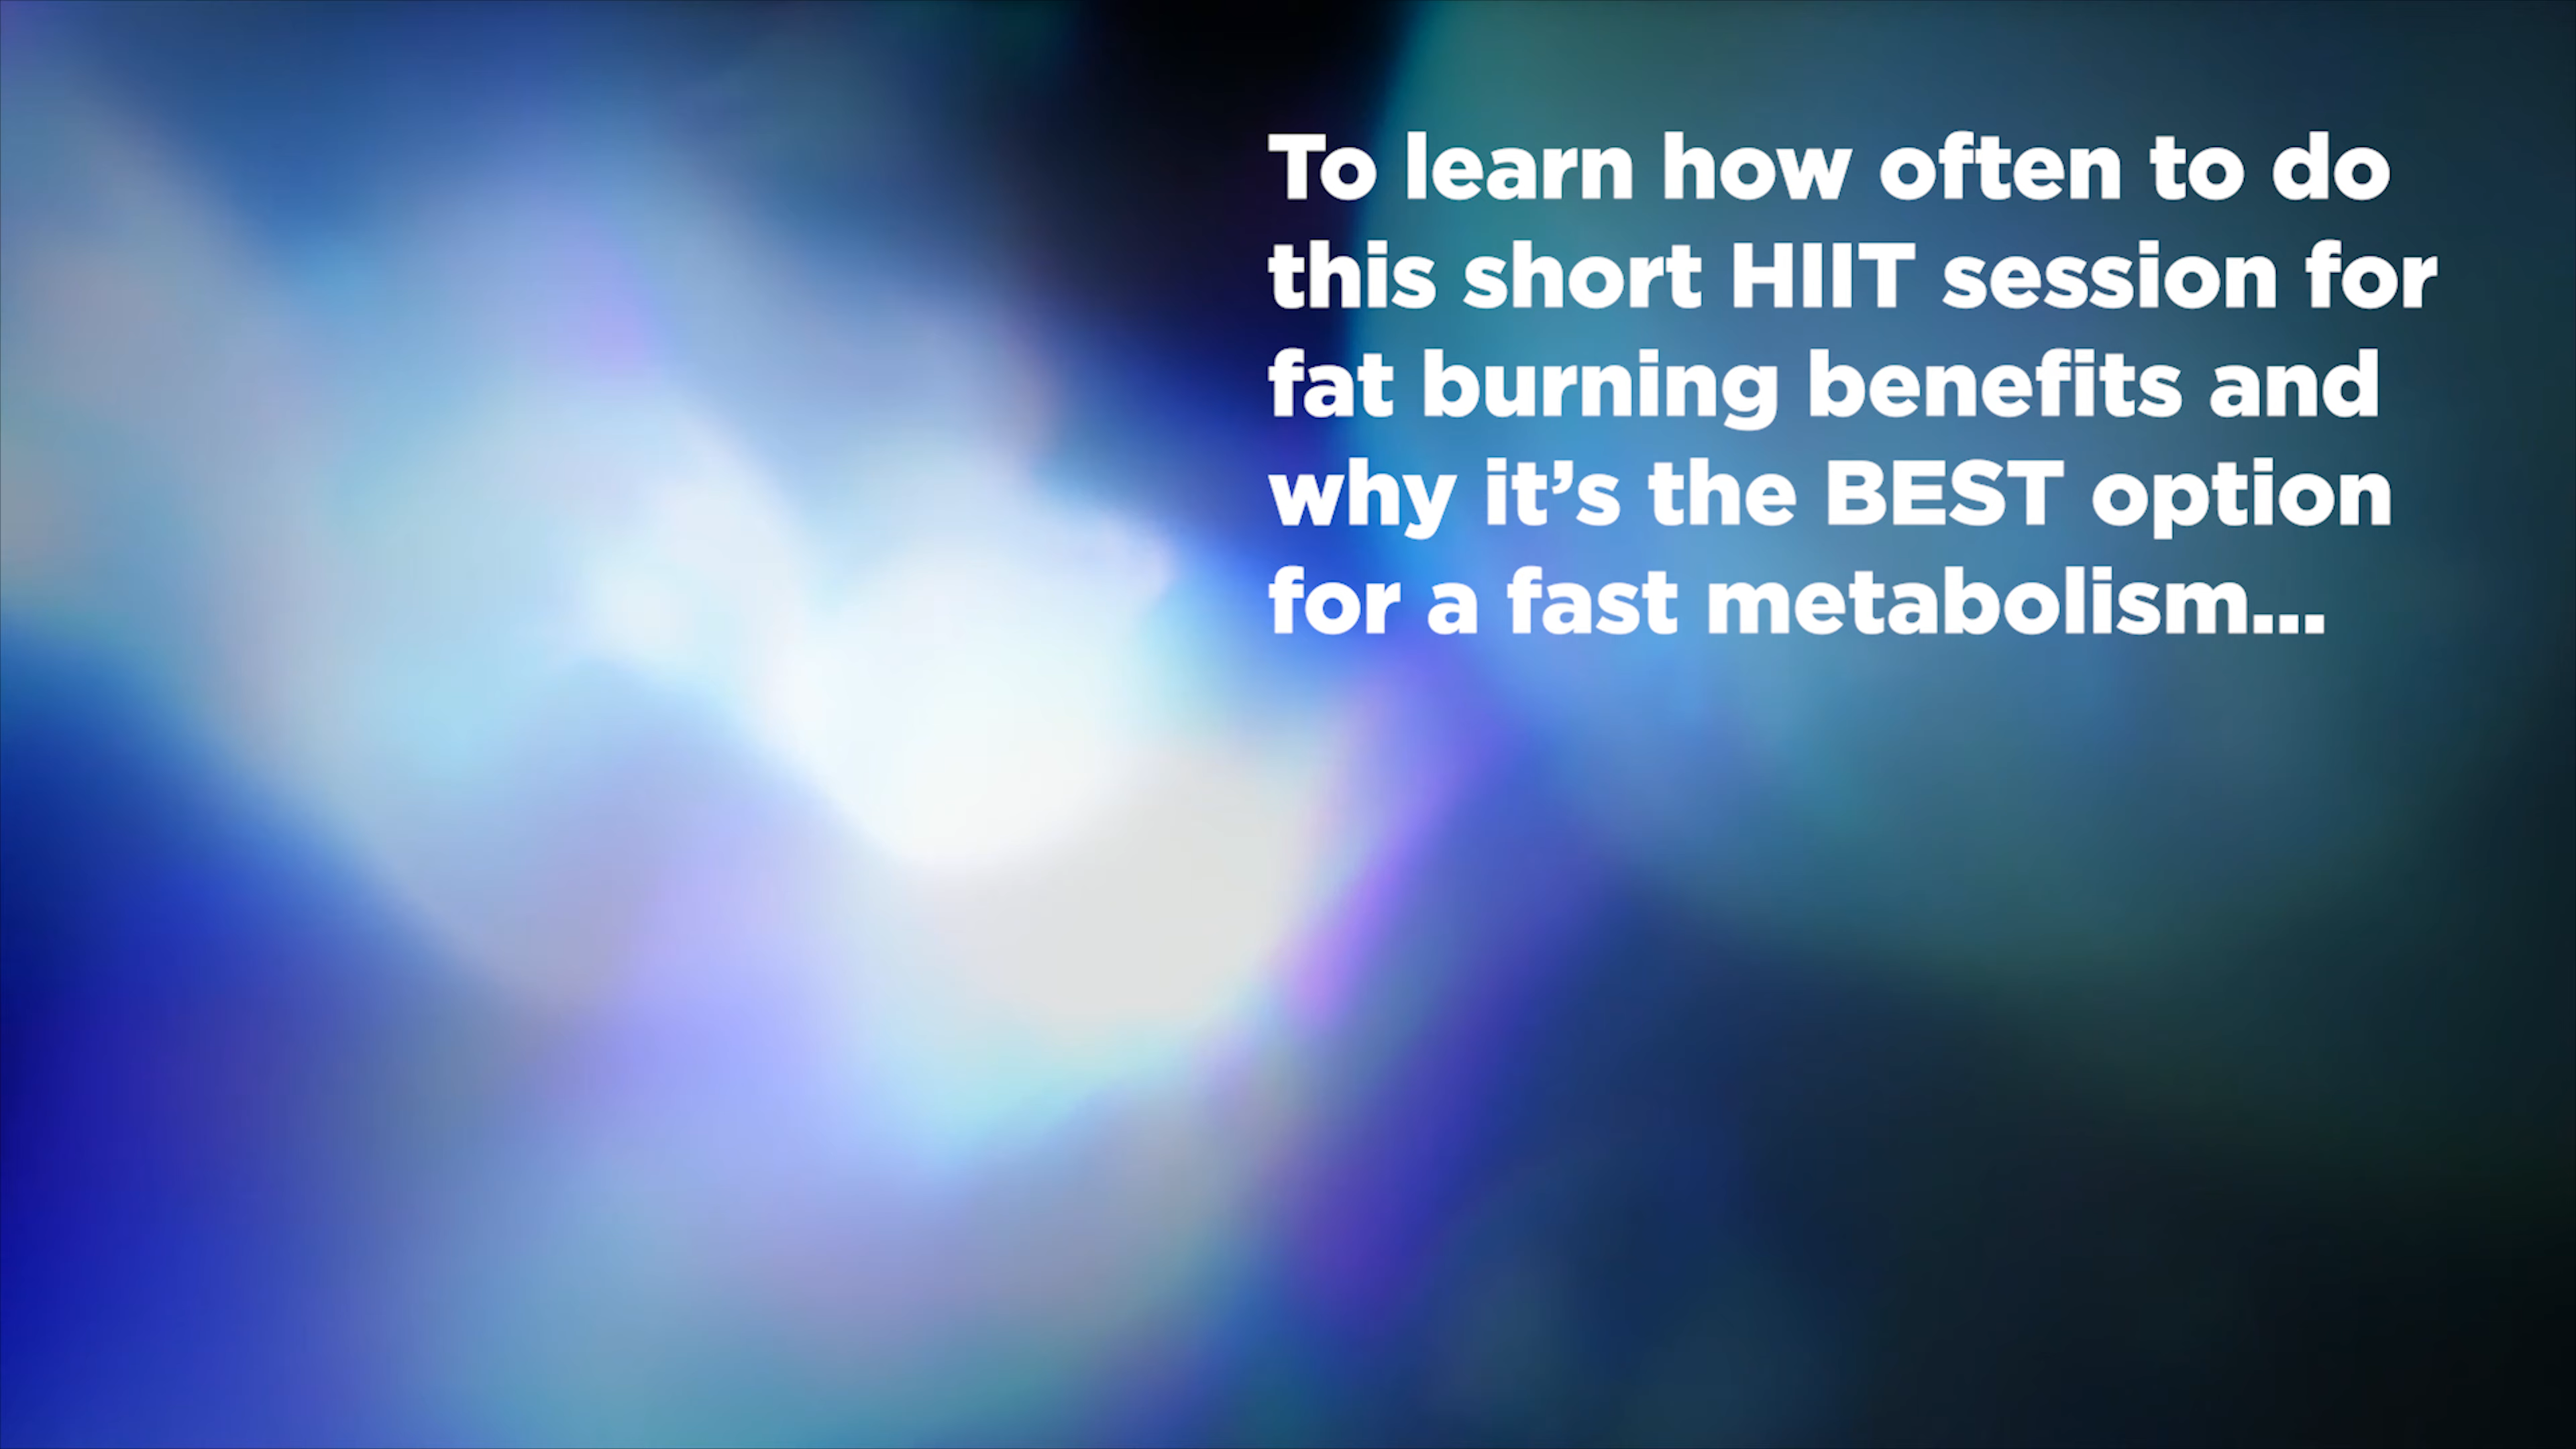 To learn how often to do
this short HIIT session for
fat burning benefits and
why it’s the BEST option
for a fast metabolism...